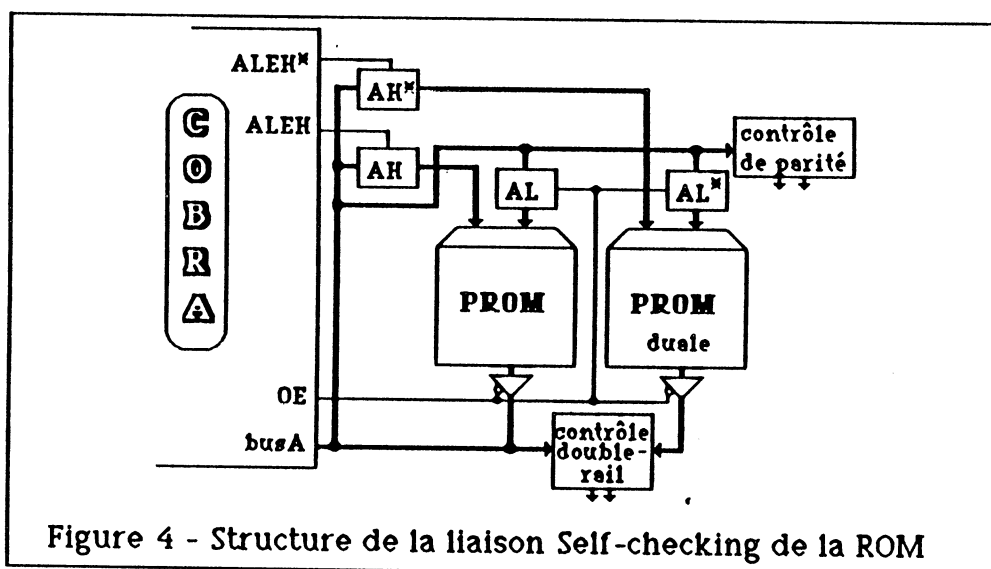 ALEH*
AH*
COBRA
ALEH
contrôle
de parité
AH
AL
AL*
PROM
PROM
duale
OE
contrôle
double-
rail
busA
Figure 4 - Structure de la liaison Self-checking de la ROM